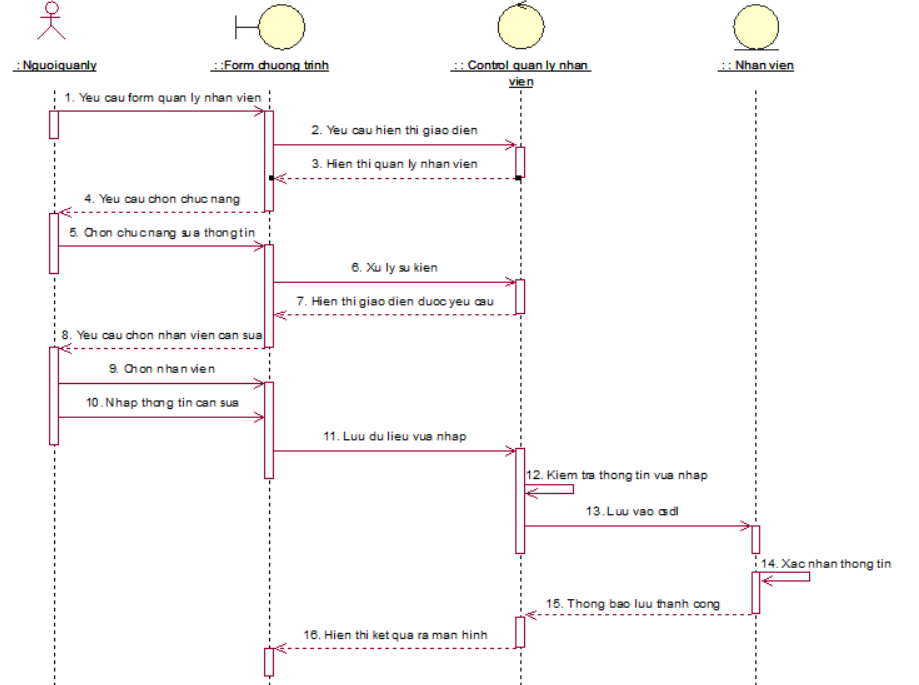 : Nguoiquanly
: :Form chuong trinh
: : Control quan ly nhan
vien
: : Nhan vien
1. Yeu cau form quan ly nhan vien
2. Yeu cau hien thi giao dien
3. Hien thi quan ly nhan vien
4. Yeu cau chon chuc nang
5. Chon chuc nang sua thong tin
6. Xu ly su kien
7. Hien thi giao dien duoc yeu cau
8. Yeu cau chon nhan vien can sua
9. Chon nhan vien
10. Nhap thong tin can sua
11. Luu du lieu vua nhap
12. Kiem tra thong tin vua nhap
13. Luu vao csdl
14. Xac nhan thong tin
15. Thong bao luu thanh cong
16. Hien thi ket qua ra man hinh